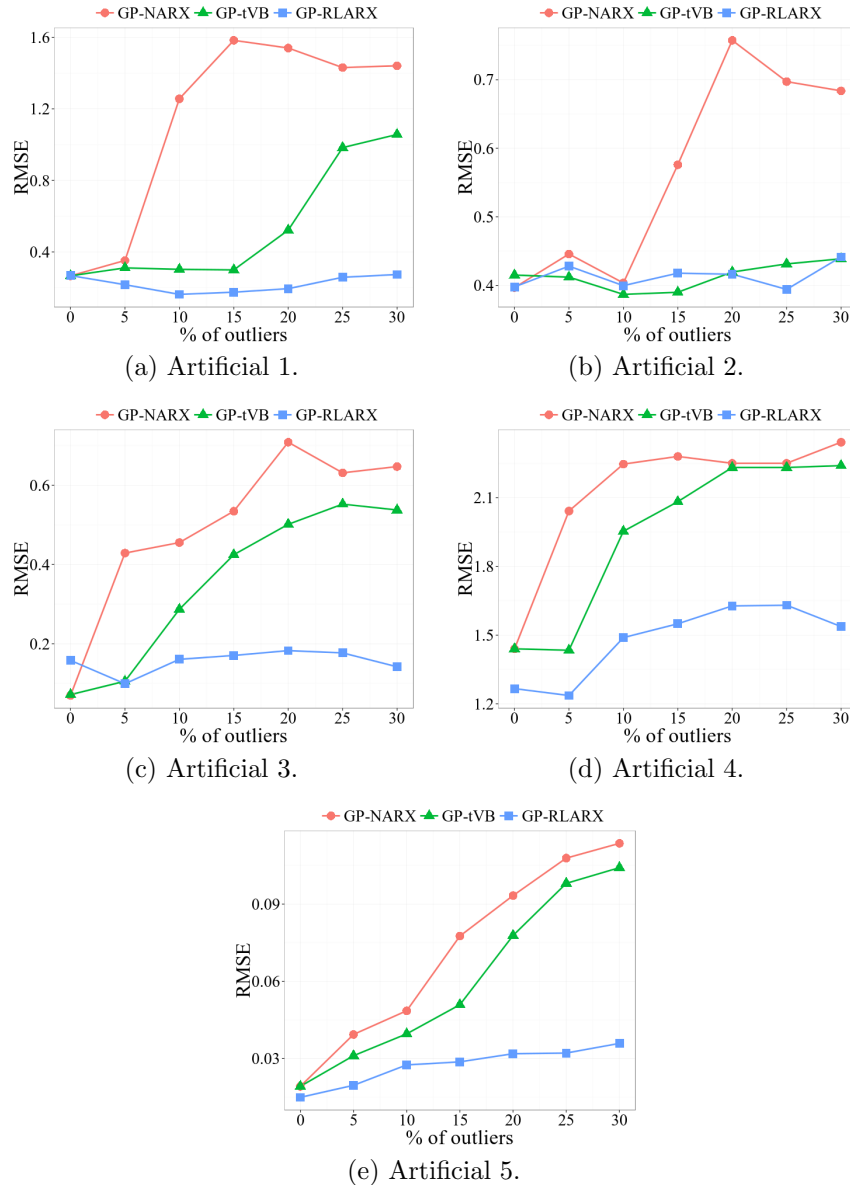 GP-NARX GP-tVB GP-RLARX
1.6
1.2
0.8
0.4
RMSE
0 5 10 15 20 25 30
% of outliers
(a) Artificial 1.
GP-NARX GP-tVB GP-RLARX
0.7
0.6
0.5
0.4
RMSE
0 5 10 15 20 25 30
% of outliers
(b) Artificial 2.
GP-NARX GP-tVB GP-RLARX
0.6
0.4
0.2
RMSE
0 5 10 15 20 25 30
% of outliers
(c) Artificial 3.
GP-NARX GP-tVB GP-RLARX
2.1
1.8
1.5
1.2
RMSE
0 5 10 15 20 25 30
% of outliers
(d) Artificial 4.
GP-NARX GP-tVB GP-RLARX
0.09
0.06
0.03
RMSE
0 5 10 15 20 25 30
% of outliers
(e) Artificial 5.